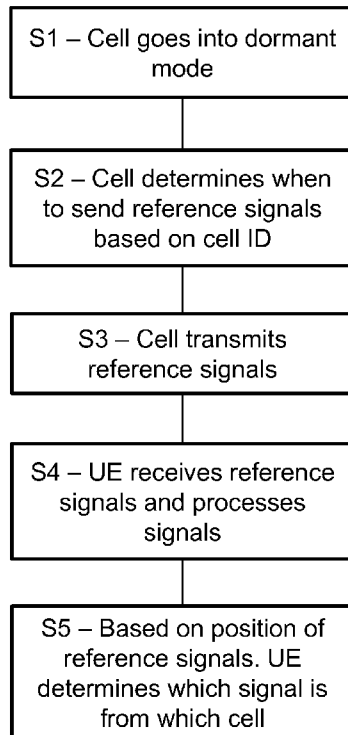 S1 – Cell goes into dormant
mode
S2 – Cell determines when
to send reference signals
based on cell ID
S3 – Cell transmits
reference signals
S4 – UE receives reference
signals and processes
signals
S5 – Based on position of
reference signals. UE
determines which signal is
from which cell